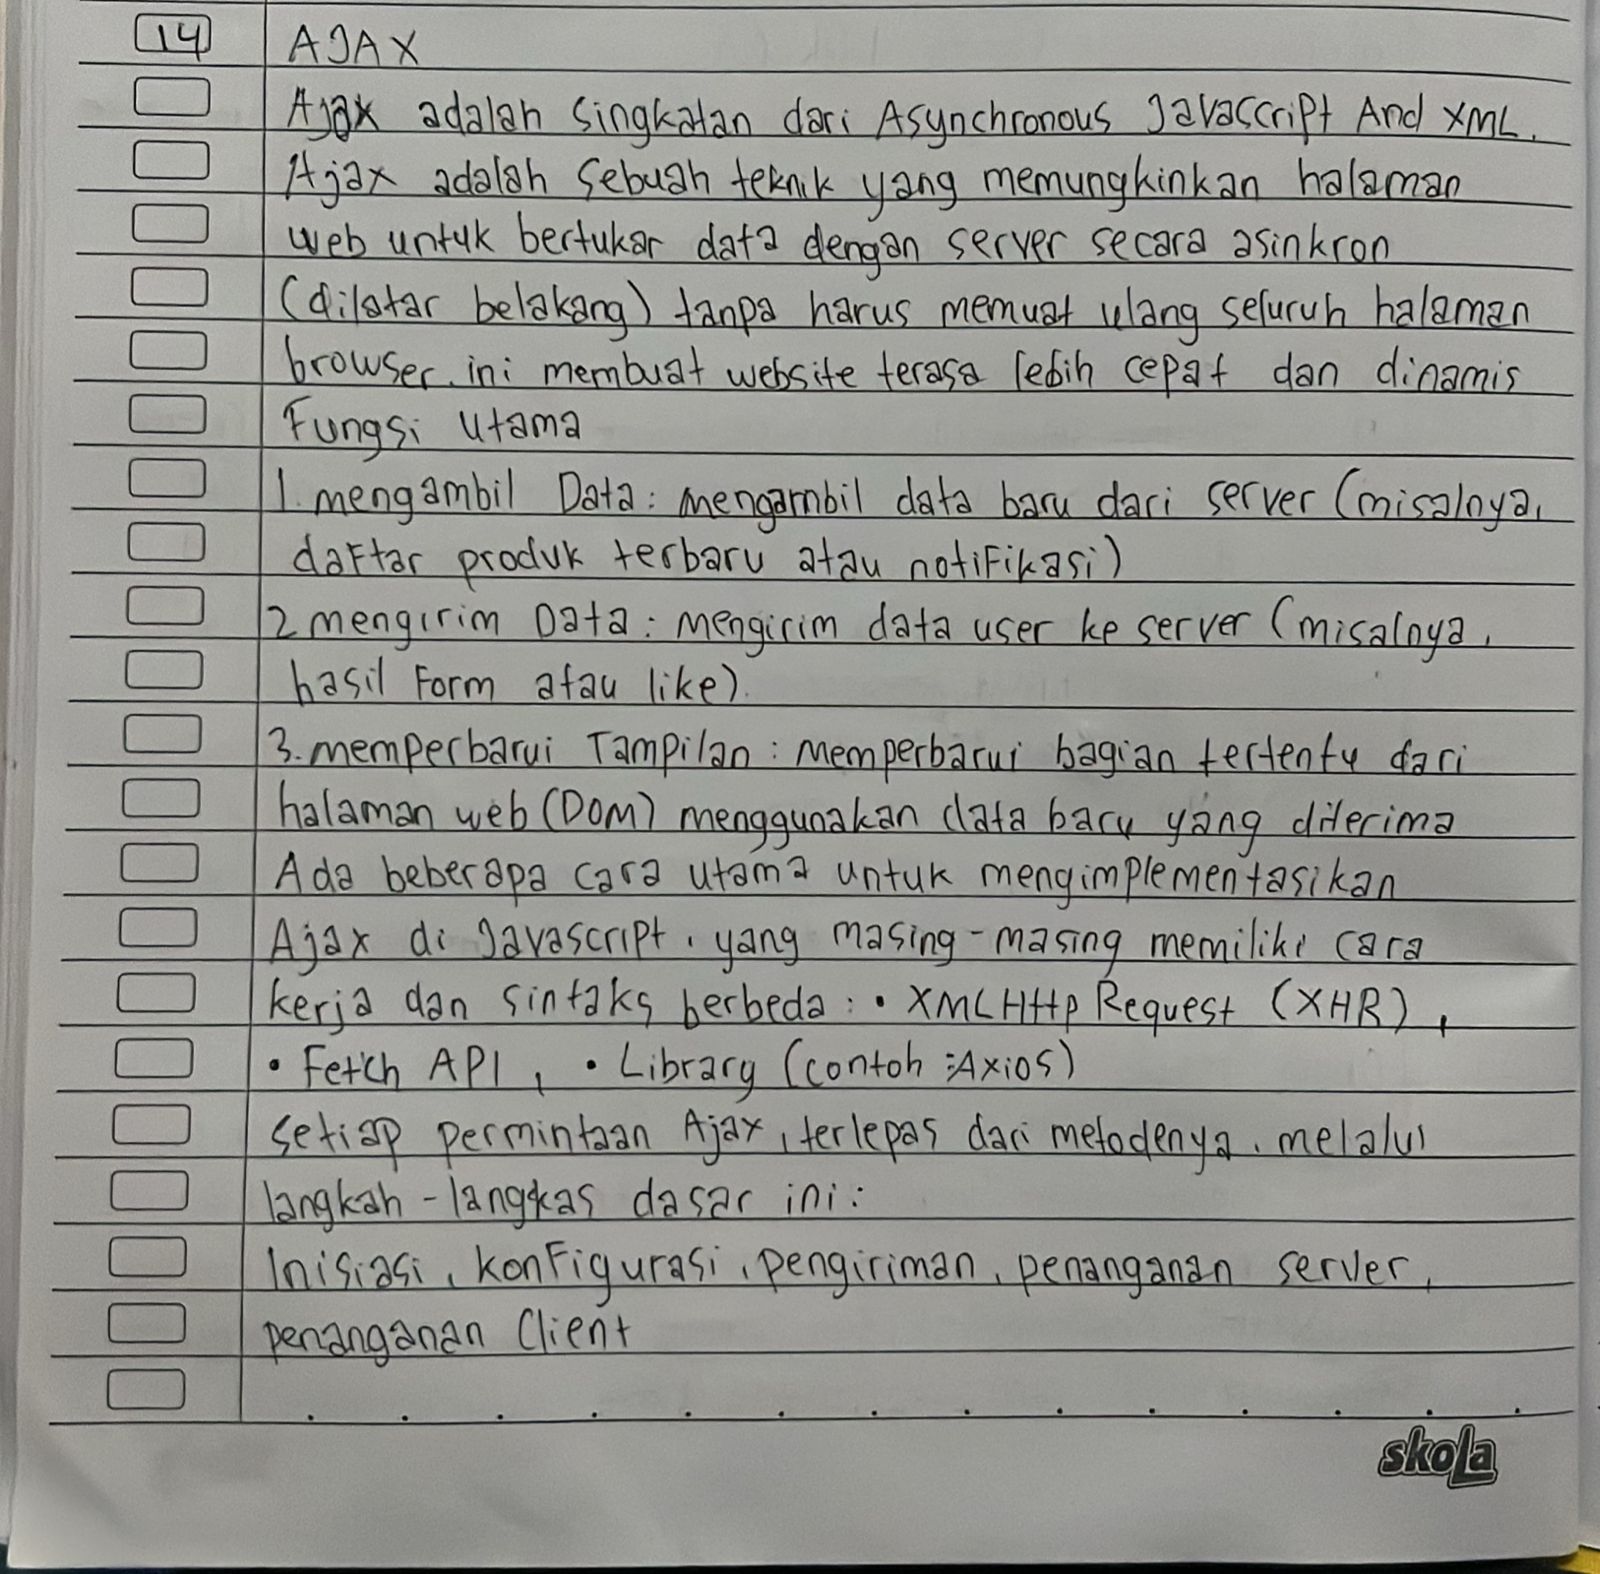 14 AJAX
Ajax adalah singkatan dari Asynchronous Javascript And XML.
Ajax adalah sebuah teknik yang memungkinkan halaman
web untuk bertukar data dengan server secara asinkron
(dilatar belakang) tanpa harus memuat ulang seluruh halaman
browser. ini membuat website terasa lebih cepat dan dinamis
Fungsi Utama
1. mengambil Data : mengambil data baru dari server (misalnya,
daftar produk terbaru atau notifikasi)
2 mengirim Data : mengirim data user ke server (misalnya,
hasil Form atau like).
3. memperbarui Tampilan : memperbarui bagian tertentu dari
halaman web (DOM) menggunakan data baru yang diterima
Ada beberapa cara utama untuk mengimplementasikan
Ajax di Javascript, yang masing-masing memiliki cara
kerja dan sintaks berbeda : • XMLHttpRequest (XHR),
• Fetch API, • Library (contoh :Axios)
setiap permintaan Ajax, terlepas dari metodenya, melalui
langkah-langkas dasar ini :
Inisiasi, konfigurasi, pengiriman, penanganan server,
penanganan Client
skola